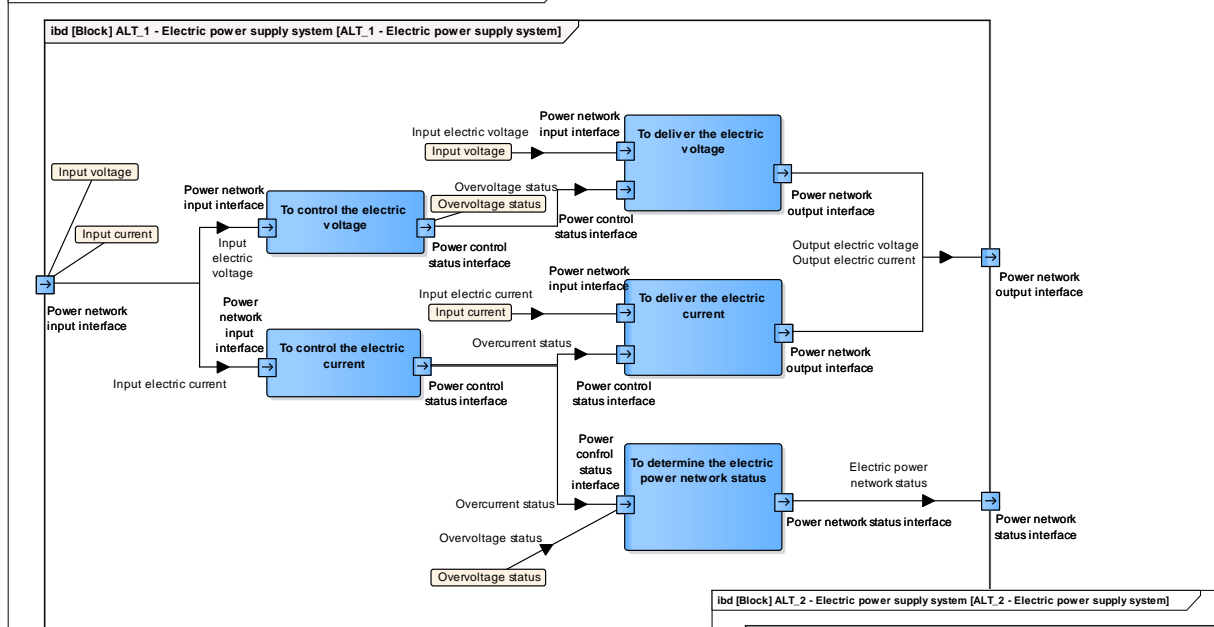 ibd [Block] ALT_1 - Electric power supply system [ALT_1 - Electric power supply system]
Input voltage
Input current
Power network
input interface
Power network
input interface
To control the electric
voltage
Input
electric
voltage
Power
network
input
interface
To control the electric
current
Input electric current
Input electric voltage
Input voltage
Power network
input interface
To deliver the electric
voltage
Overvoltage status
Overvoltage status
Power control
status interface
Power control
status interface
Power network
output interface
Output electric voltage
Output electric current
Power network
output interface
Input electric current
Input current
Power network
input interface
To deliver the electric
current
Overcurrent status
Power control
status interface
Power control
status interface
Power network
output interface
Power
control
status
interface
To determine the electric
power network status
Overcurrent status
Overvoltage status
Overvoltage status
Electric power
network status
Power network status interface
Power network
status interface
ibd [Block] ALT_2 - Electric power supply system [ALT_2 - Electric power supply system]